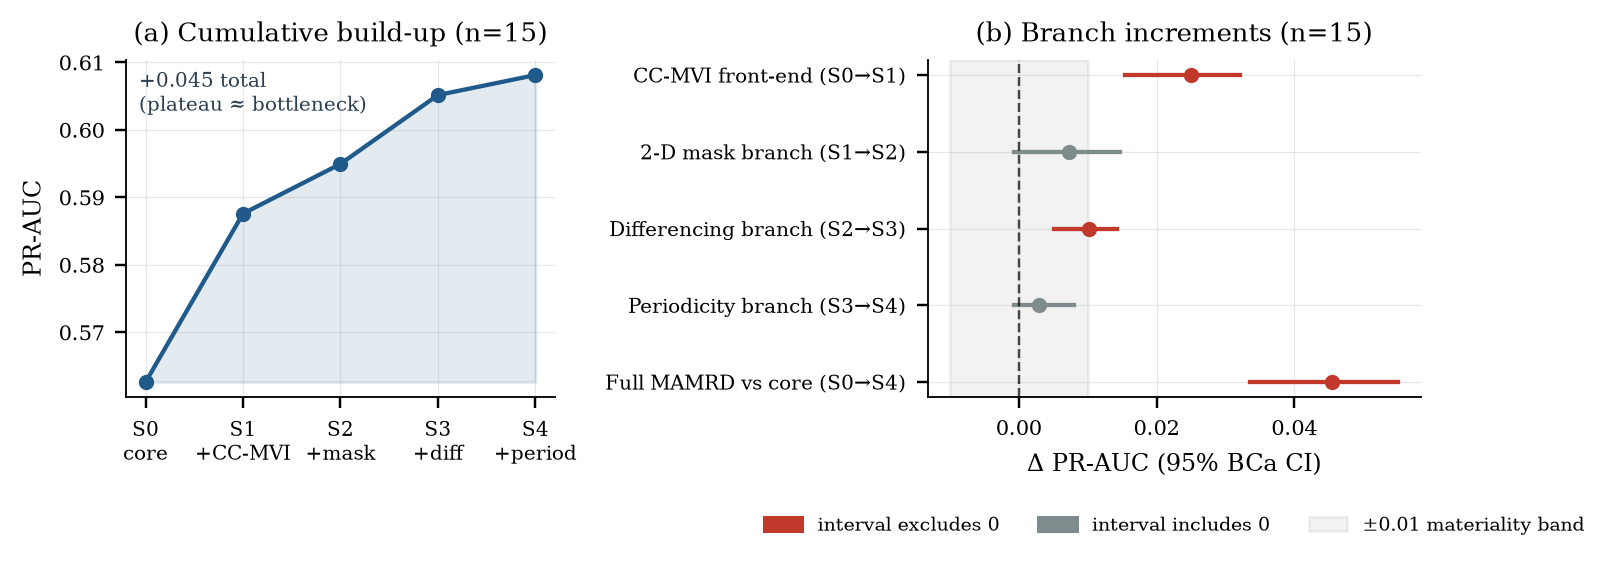 (a) Cumulative build-up (n=15)
+0.045 total
(plateau ≈ bottleneck)
PR-AUC
0.61
0.60
0.59
0.58
0.57
S0
core
S1
+CC-MVI
S2
+mask
S3
+diff
S4
+period
(b) Branch increments (n=15)
CC-MVI front-end (S0→S1)
2-D mask branch (S1→S2)
Differencing branch (S2→S3)
Periodicity branch (S3→S4)
Full MAMRD vs core (S0→S4)
0.00
0.02
0.04
Δ PR-AUC (95% BCa CI)
interval excludes 0
interval includes 0
±0.01 materiality band